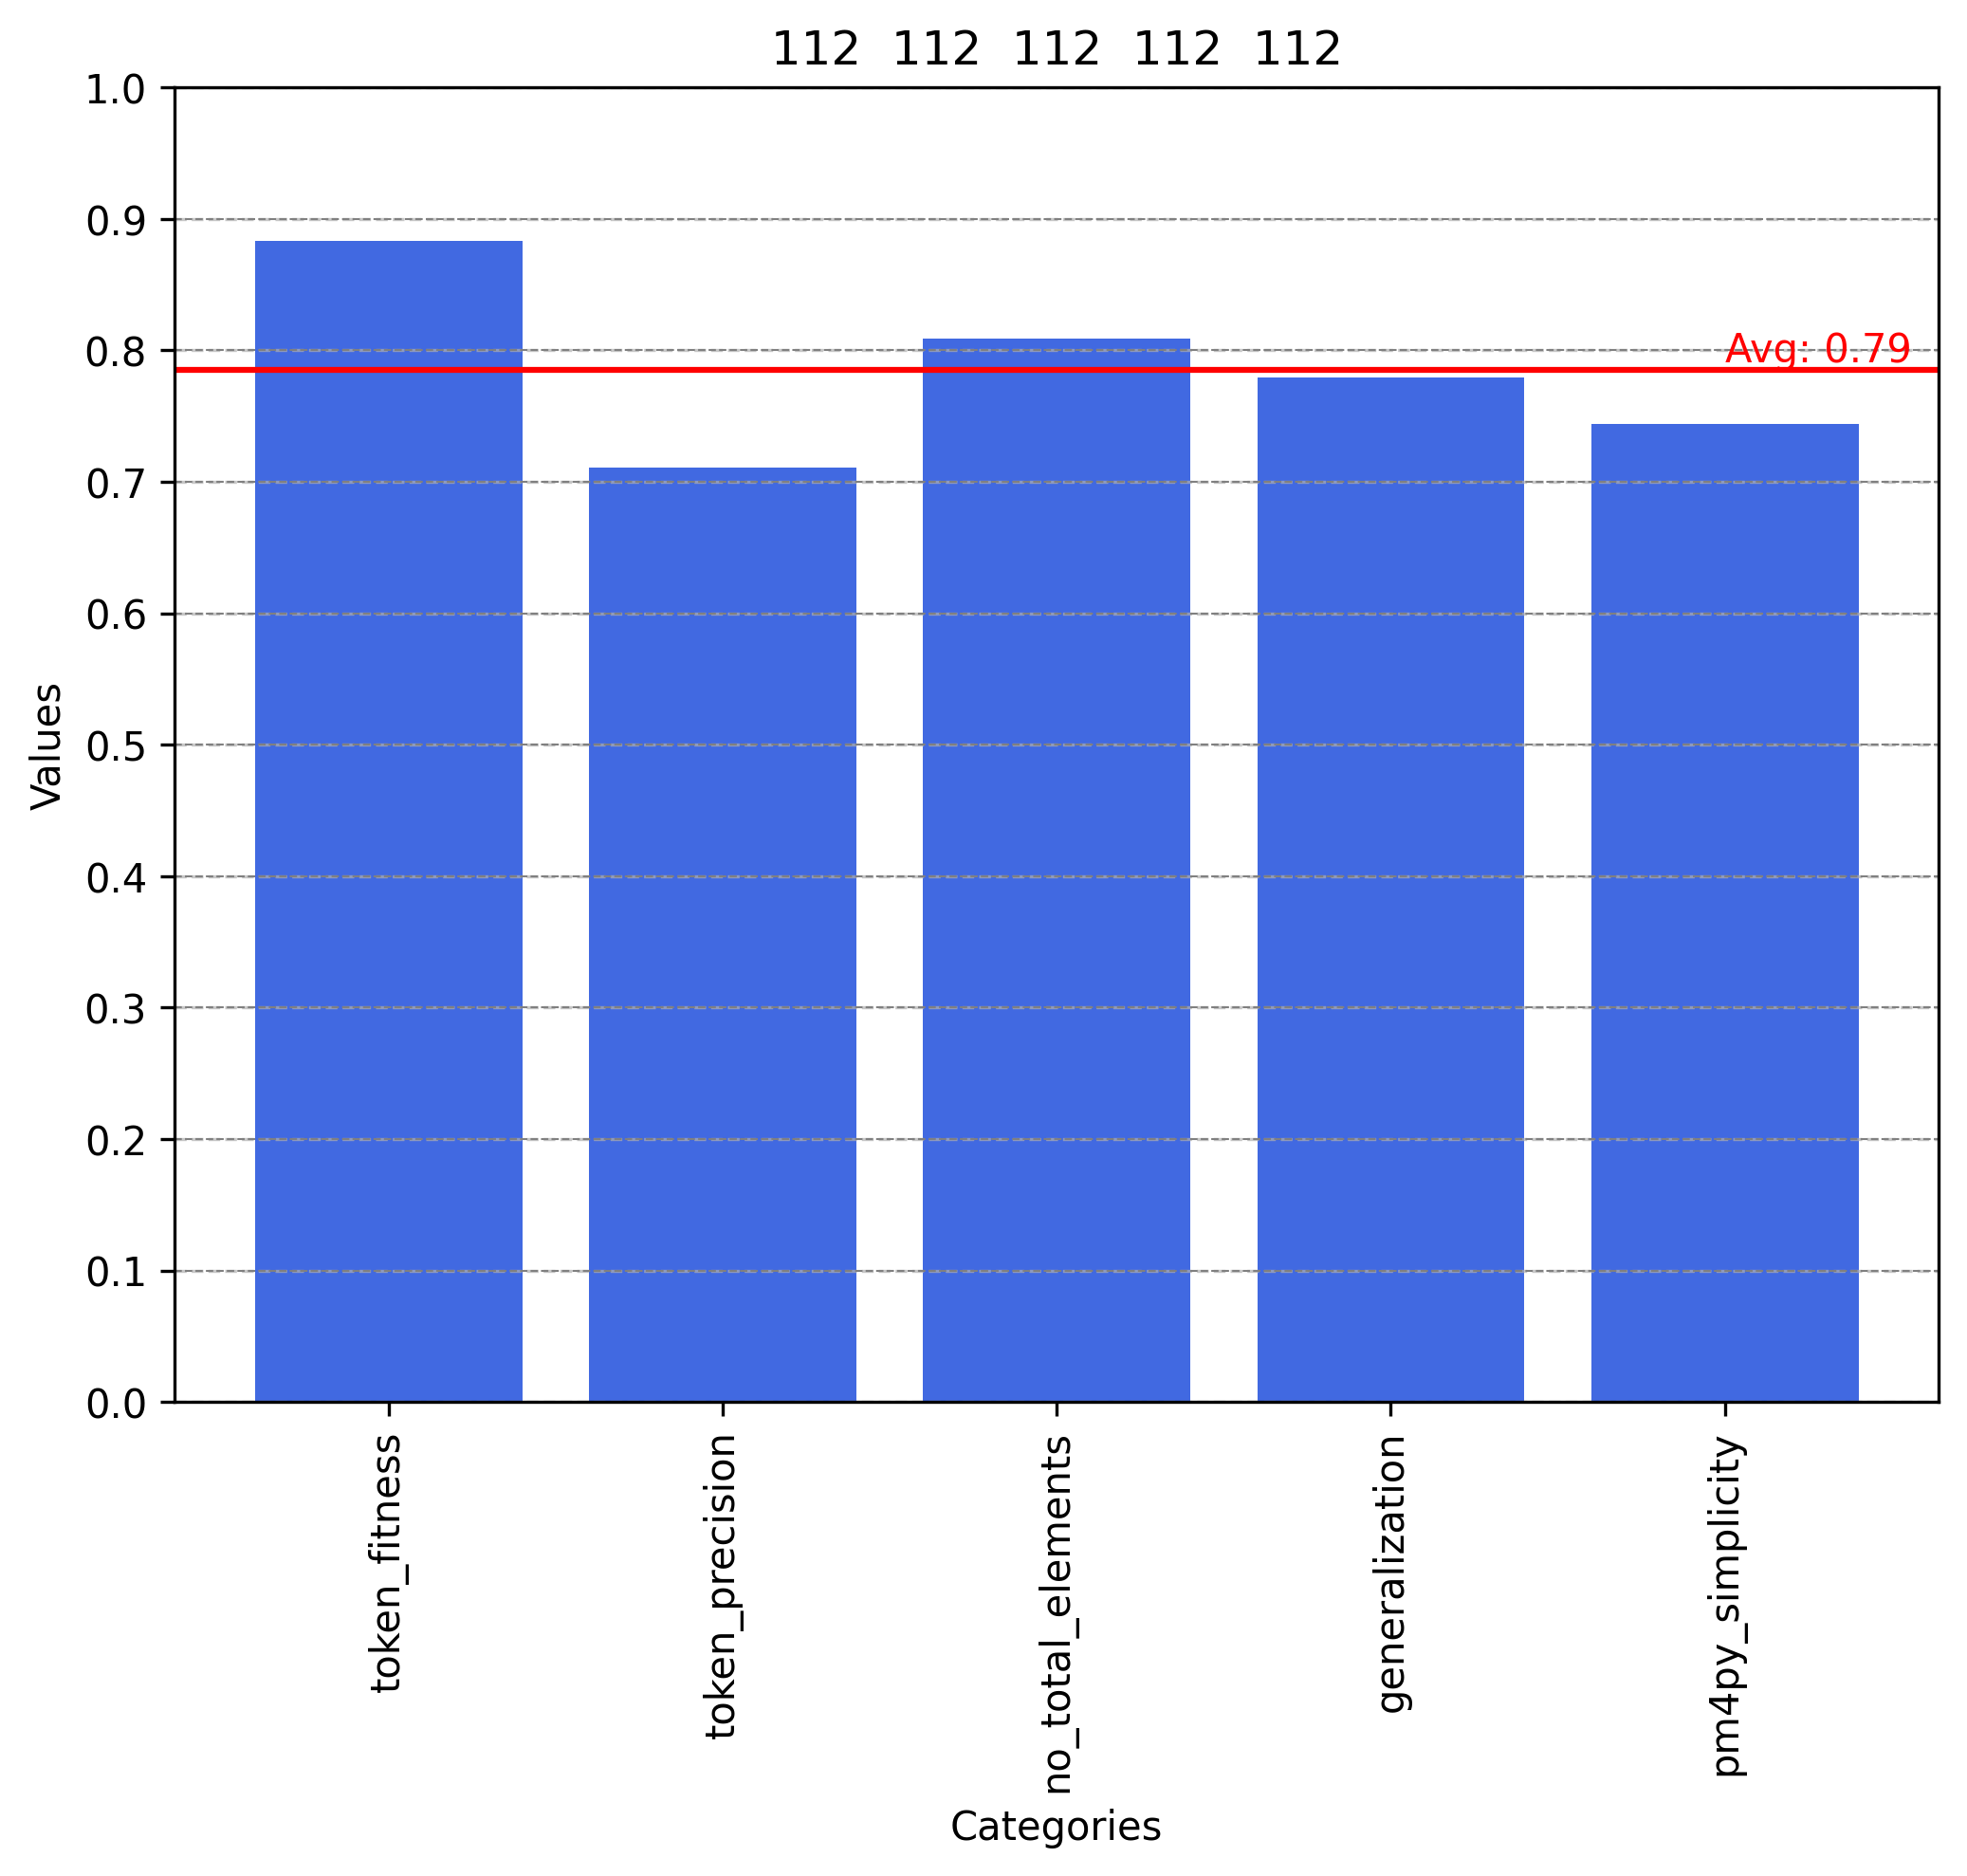 112 112 112 112 112
1.0
0.9
0.8
0.7
0.6
0.5
0.4
0.3
0.2
0.1
0.0
Values
Avg: 0.79
token_fitness
token_precision
no_total_elements
generalization
pm4py_simplicity
Categories